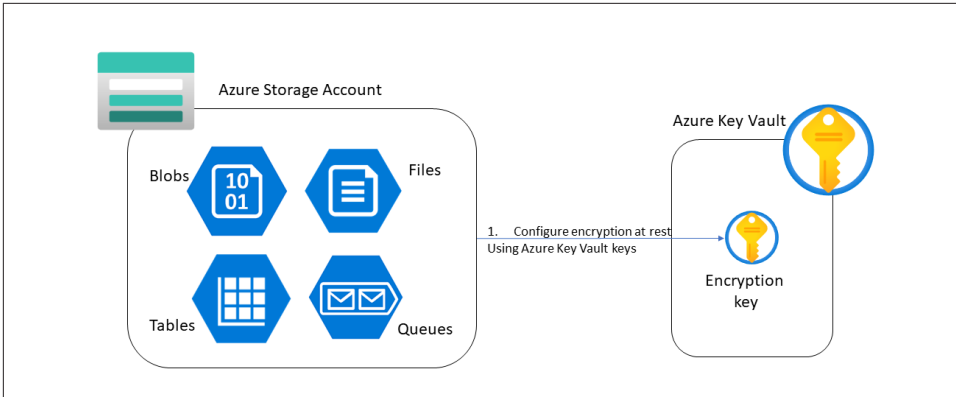 Azure Storage Account
Azure Key Vault
Blobs
10
01
Files
1. Configure encryption at rest
Using Azure Key Vault keys
Encryption
key
Tables
Queues